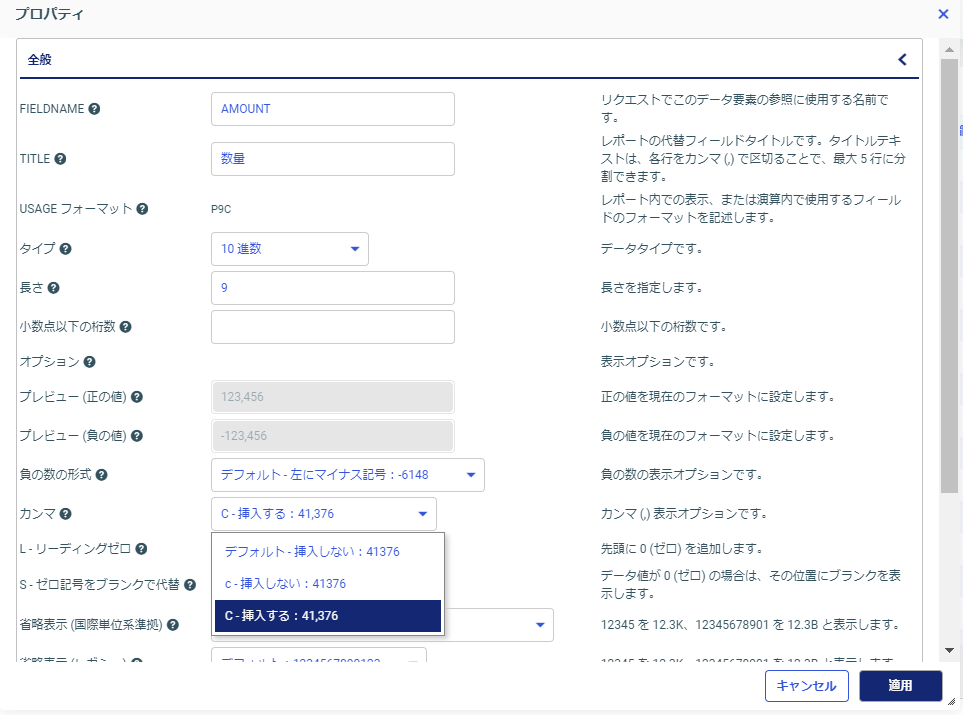 プロパティ
全般
FIELDNAME
AMOUNT
リクエストでこのデータ要素の参照に使用する名前で
す。
TITLE
数量
レポートの代替フィールドタイトルです。タイトルテキ
ストは、各行をカンマ (,) で区切ることで、最大 5 行に分
割できます。
USAGE フォーマット
P9C
レポート内での表示、または演算内で使用するフィール
ドのフォーマットを記述します。
タイプ
10 進数
データタイプです。
長さ
9
長さを指定します。
小数点以下の桁数
小数点以下の桁数です。
オプション
表示オプションです。
プレビュー (正の値)
123,456
正の値を現在のフォーマットに設定します。
プレビュー (負の値)
-123,456
負の値を現在のフォーマットに設定します。
負の数の形式
デフォルト - 左にマイナス記号：-6148
負の数の表示オプションです。
カンマ
C - 挿入する：41,376
カンマ (,) 表示オプションです。
デフォルト - 挿入しない：41376
c - 挿入しない：41376
C - 挿入する：41,376
L - リーディングゼロ
先頭に 0 (ゼロ) を追加します。
S - ゼロ記号をブランクで代替
データ値が 0 (ゼロ) の場合は、その位置にブランクを表
示します。
省略表示 (国際単位系準拠)
12345 を 12.3K、12345678901 を 12.3B と表示します。
省略表示 (レガシー)
キャンセル
適用